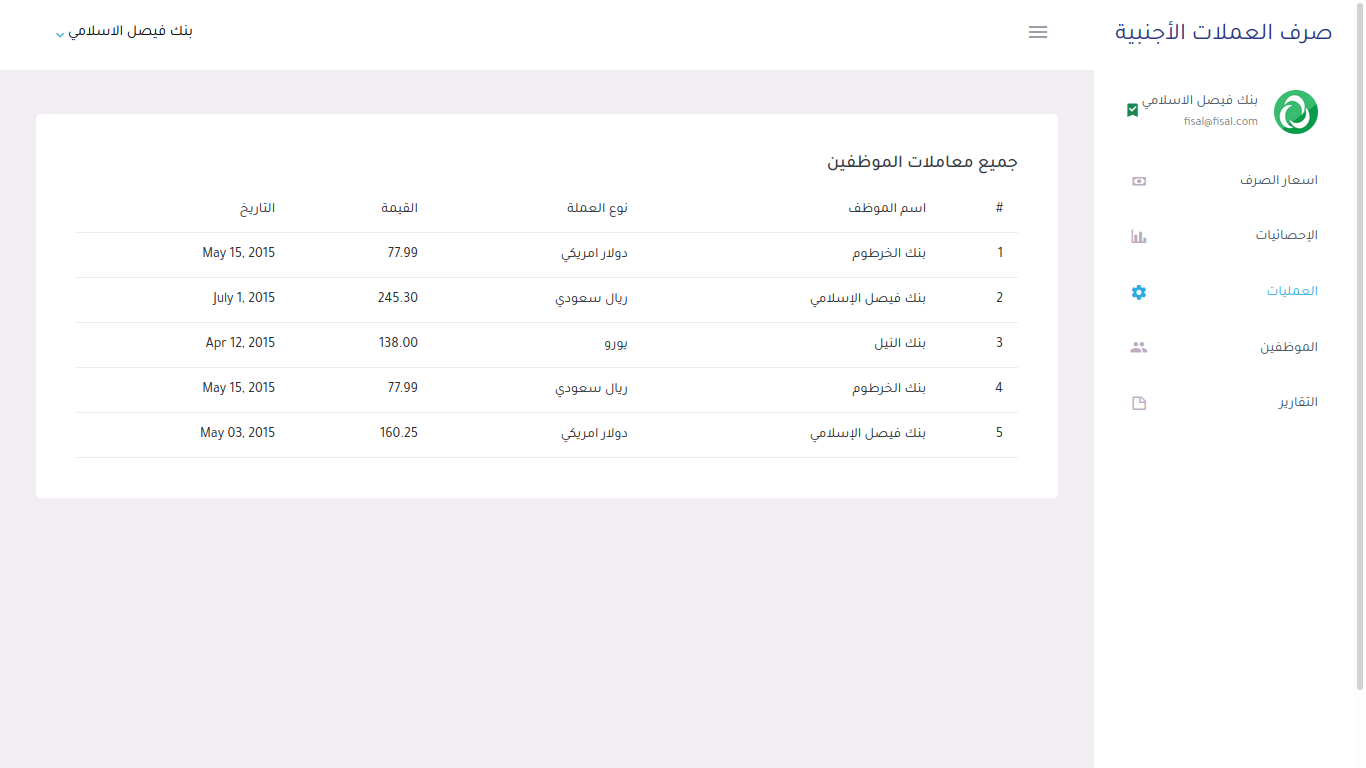 صرف العملات الأجنبية
بنك فيصل الاسلامي
بنك فيصل الاسلامي
fisal@fisal.com
اسعار الصرف
الإحصائيات
العمليات
الموظفين
التقارير
جميع معاملات الموظفين
# اسم الموظف نوع العملة القيمة التاريخ
1 بنك الخرطوم دولار امريكي 77.99 May 15, 2015
2 بنك فيصل الإسلامي ريال سعودي 245.30 July 1, 2015
3 بنك النيل يورو 138.00 Apr 12, 2015
4 بنك الخرطوم ريال سعودي 77.99 May 15, 2015
5 بنك فيصل الإسلامي دولار امريكي 160.25 May 03, 2015